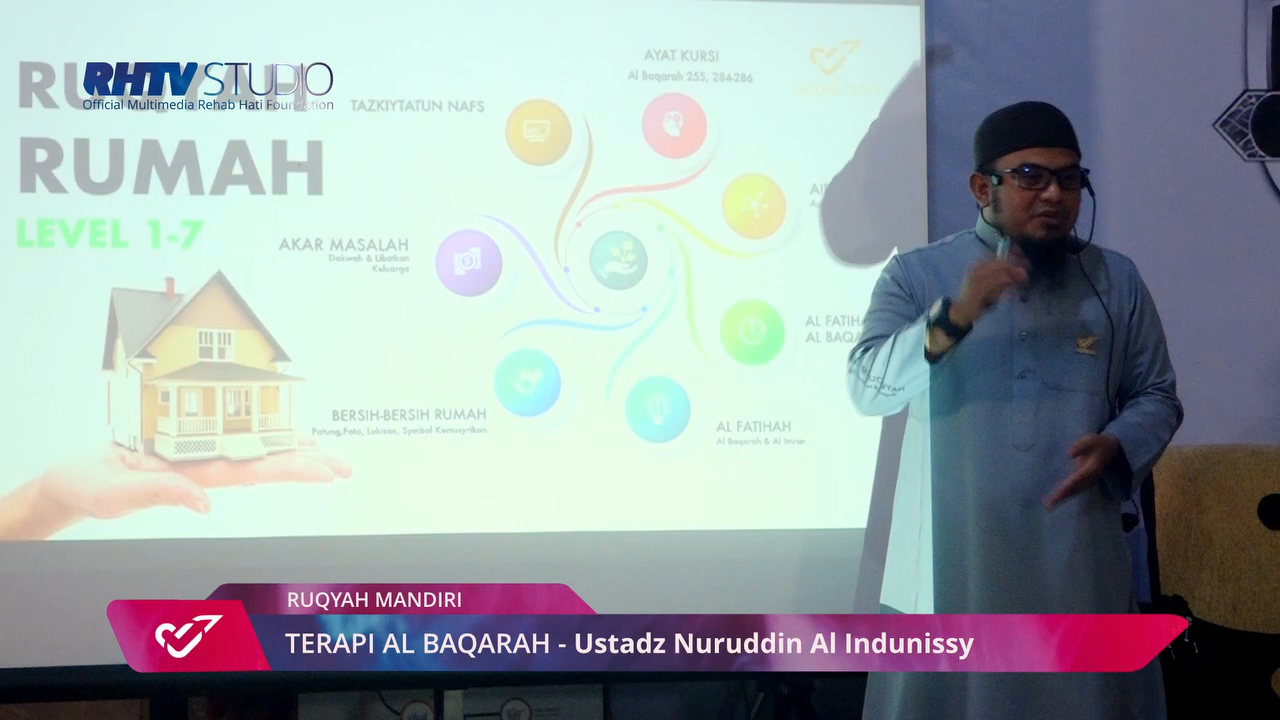 RHTV STUDIO
Official Multimedia Rehab Hati Foundation
RUMAH
LEVEL 1-7
TAZKIYTATUN NAFS
AYAT KURSI
Al Baqarah 255, 284-286
AKAR MASALAH
Dakwah & Libatkan
Keluarga
AL FATIHAH
Al Baqarah & Al Imran
BERSIH-BERSIH RUMAH
Patung,Foto, Lukisan, Symbol Kemusyrikan
RUQYAH MANDIRI
TERAPI AL BAQARAH - Ustadz Nuruddin Al Indunissy